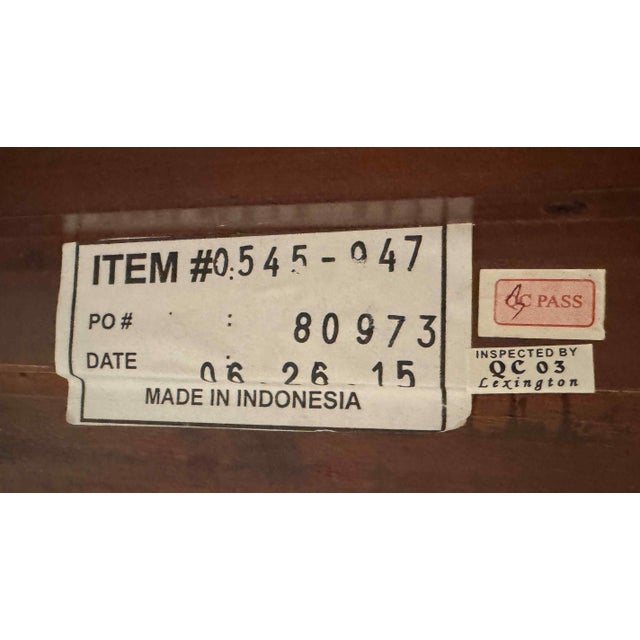 ITEM #: 0545-947
PO # : 80973
DATE : 06.26.15
MADE IN INDONESIA
QC PASS
INSPECTED BY
QC 03
Lexington